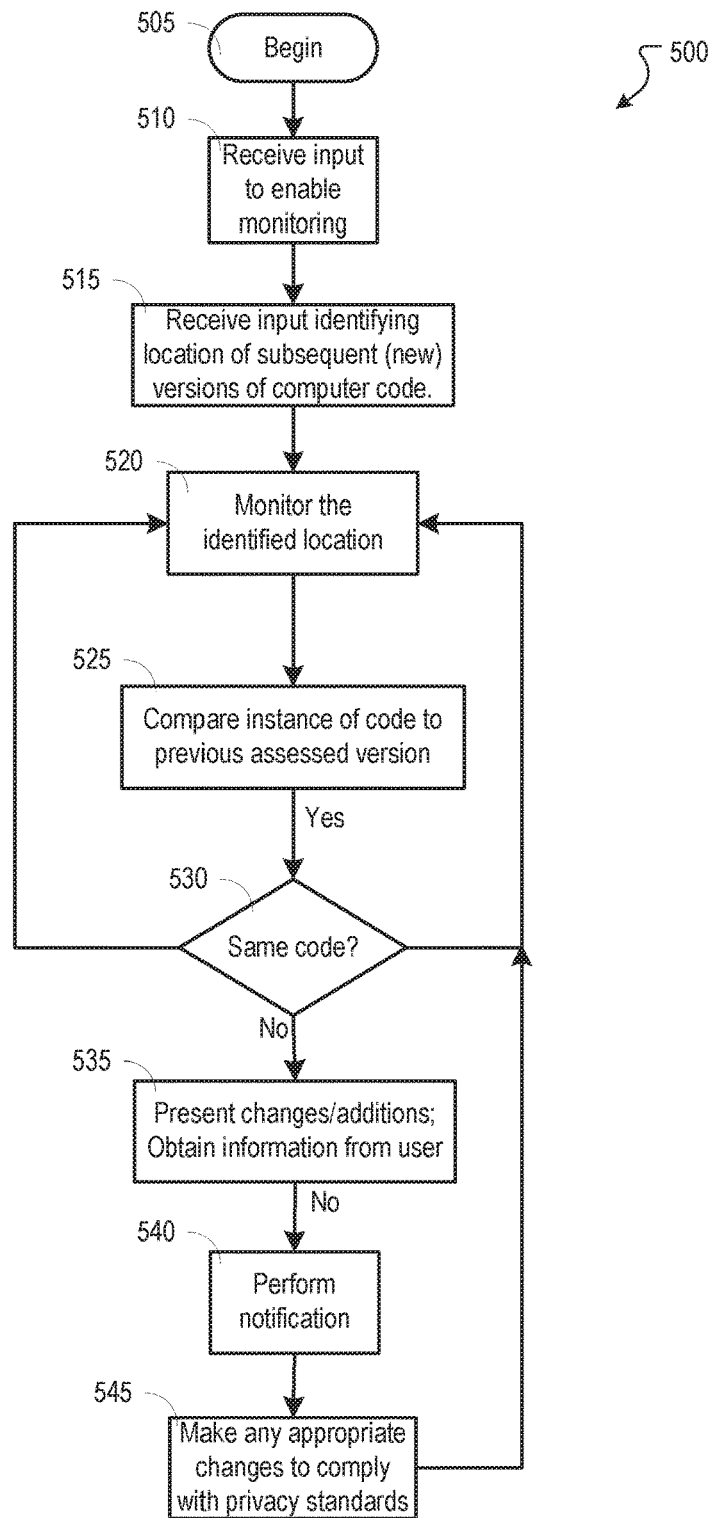 505
Begin
500
510
Receive input
to enable
monitoring
515
Receive input identifying
location of subsequent (new)
versions of computer code.
520
Monitor the
identified location
525
Compare instance of code to
previous assessed version
Yes
530
Same code?
No
535
Present changes/additions;
Obtain information from user
No
540
Perform
notification
545
Make any appropriate
changes to comply
with privacy standards